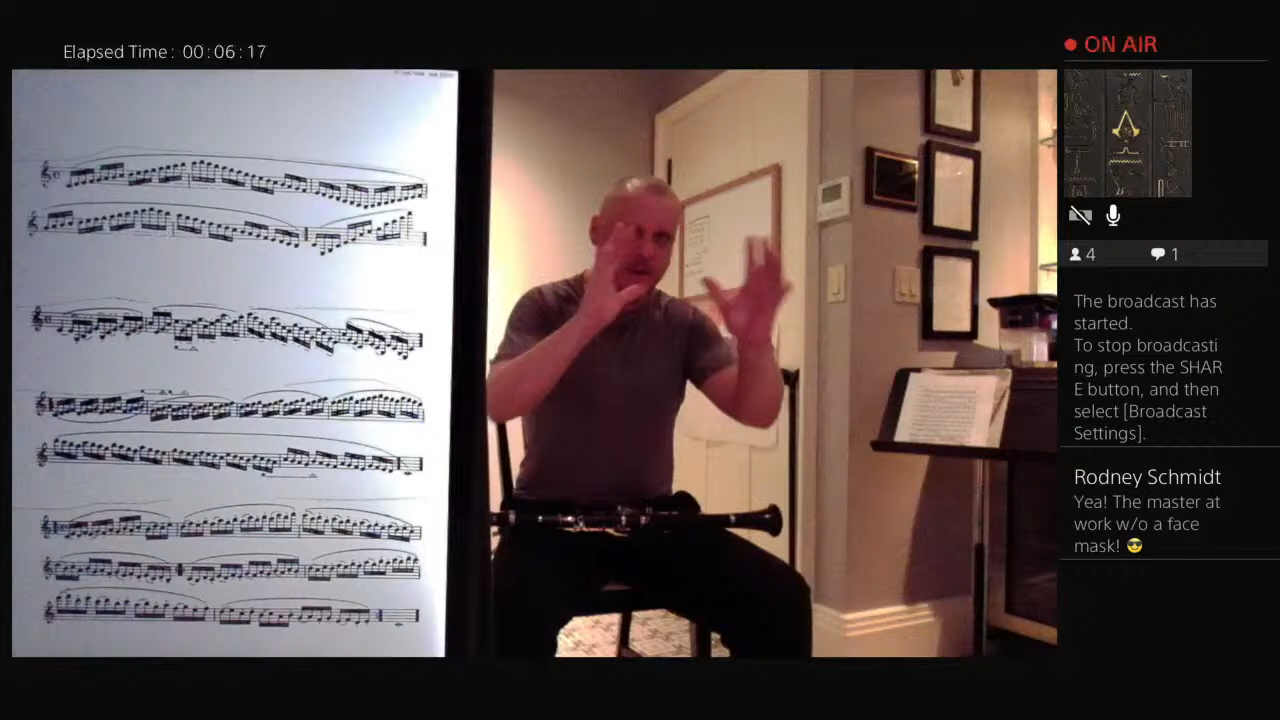 Elapsed Time: 00:06:17
ON AIR
4
1
The broadcast has
started.
To stop broadcasti
ng, press the SHAR
E button, and then
select [Broadcast
Settings].
Rodney Schmidt
Yea! The master at
work w/o a face
mask! 😎